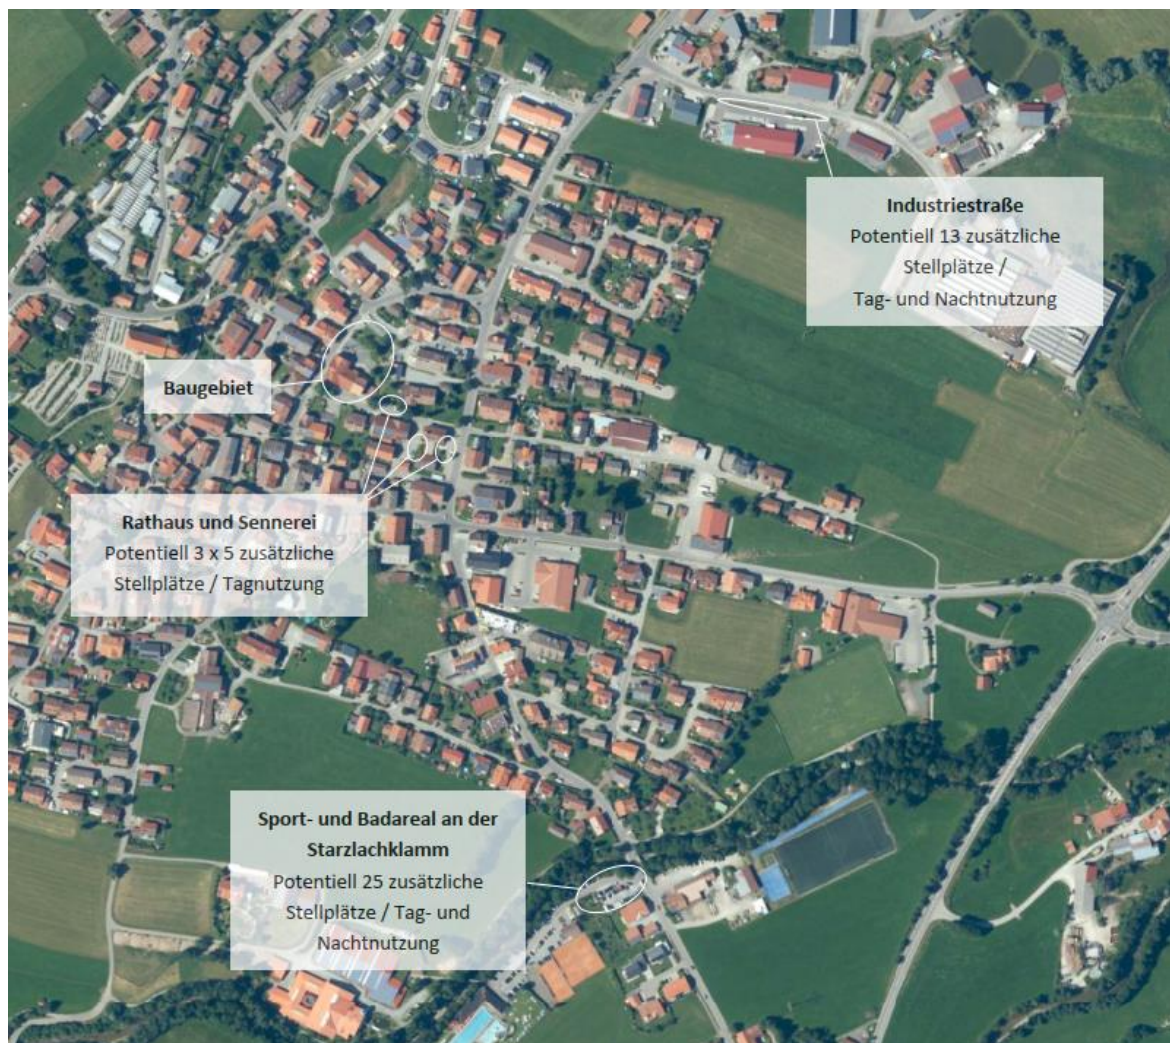 Industriestraße
Potentiell 13 zusätzliche
Stellplätze /
Tag- und Nachtnutzung
Baugebiet
Rathaus und Sennerei
Potentiell 3 x 5 zusätzliche
Stellplätze / Tagnutzung
Sport- und Badareal an der
Starzlachklamm
Potentiell 25 zusätzliche
Stellplätze / Tag- und
Nachtnutzung